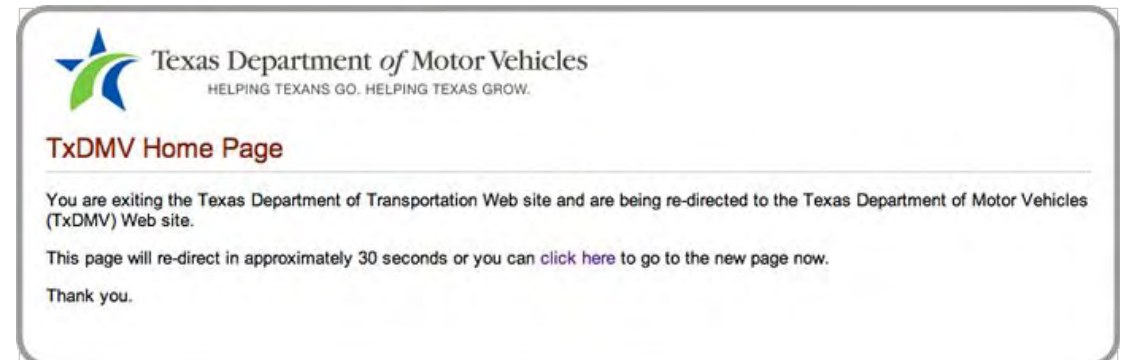 Texas Department of Motor Vehicles
HELPING TEXANS GO. HELPING TEXAS GROW.
TxDMV Home Page
You are exiting the Texas Department of Transportation Web site and are being re-directed to the Texas Department of Motor Vehicles
(TxDMV) Web site.
This page will re-direct in approximately 30 seconds or you can click here to go to the new page now.
Thank you.